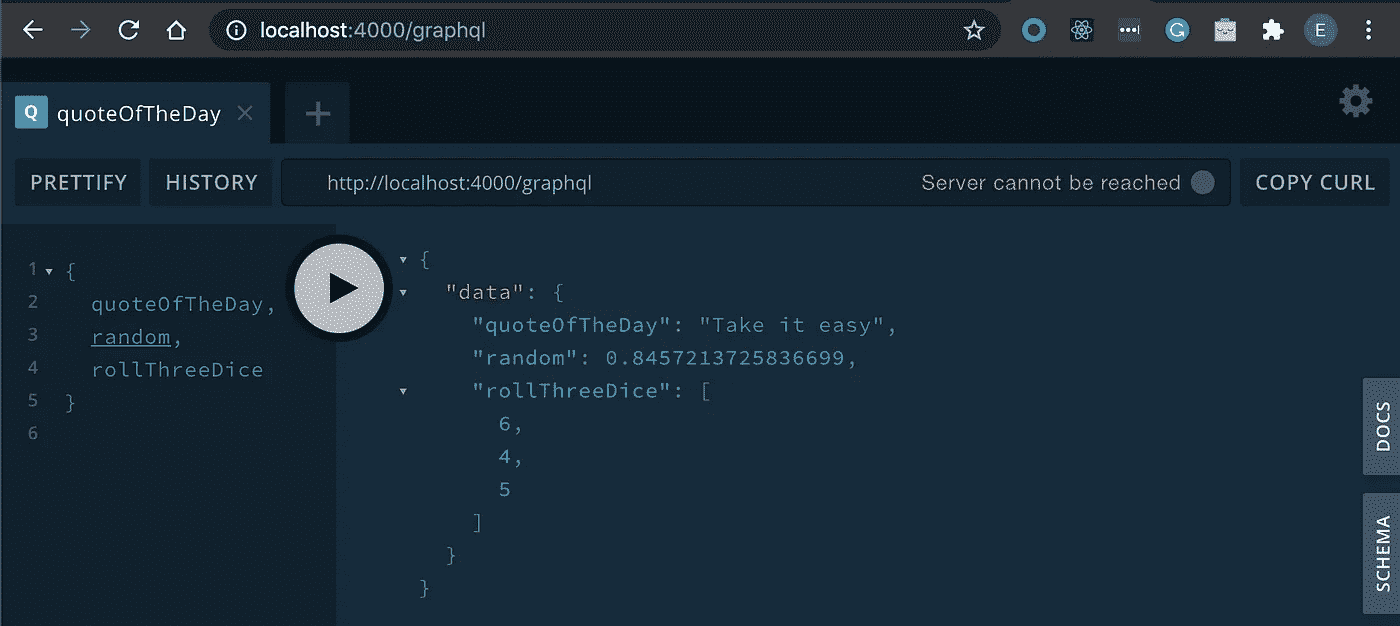 localhost:4000/graphql
E
Q quoteOfTheDay
PRETTIFY HISTORY http://localhost:4000/graphql Server cannot be reached COPY CURL
1 {
2 quoteOfTheDay,
3 random,
4 rollThreeDice
5 }
6
{
"data": {
"quoteOfTheDay": "Take it easy",
"random": 0.8457213725836699,
"rollThreeDice": [
6,
4,
5
]
}
}
DOCS
SCHEMA